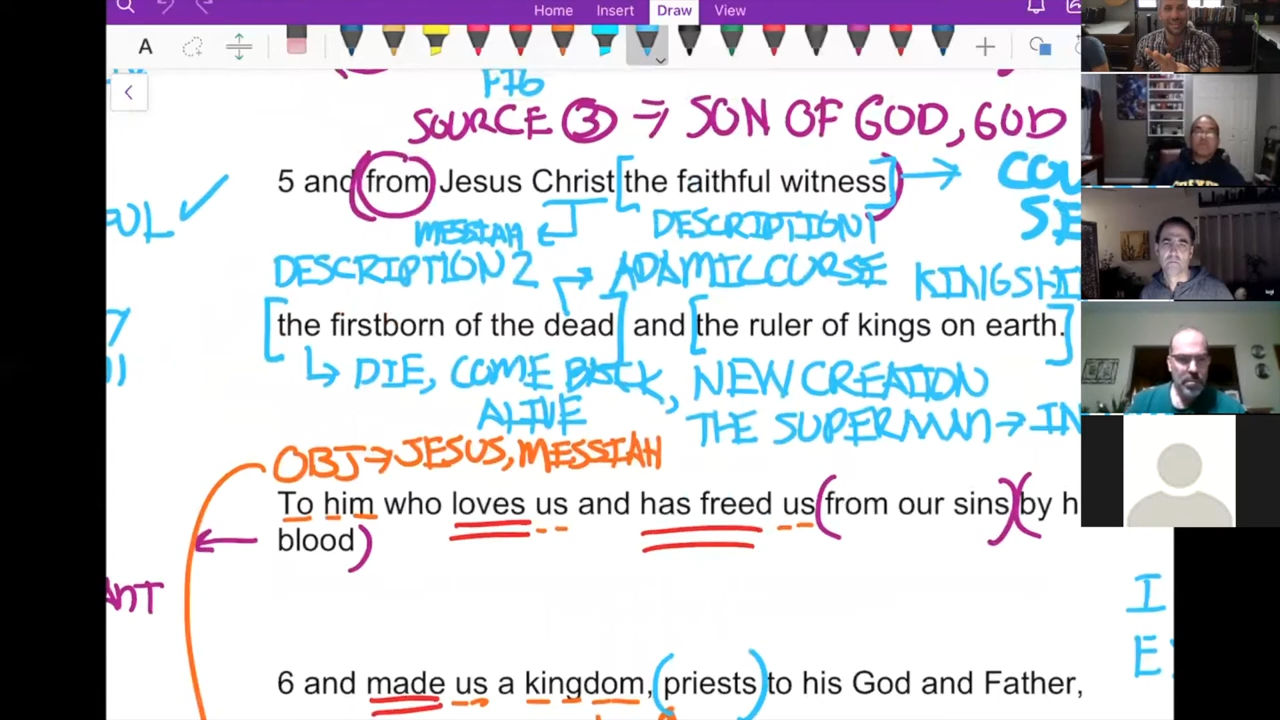 Home Insert Draw View
A
F76
SOURCE ③ ⇒ SON OF GOD, GOD
5 and from Jesus Christ the faithful witness →
MESSIAH DESCRIPTION 1
DESCRIPTION 2 → ADAMIC CURSE KINGSHI
the firstborn of the dead and the ruler of kings on earth.
↳ DIE, COME BACK, NEW CREATION
ALIVE THE SUPERMAN → IN
OBJ → JESUS, MESSIAH
To him who loves us and has freed us (from our sins) (by h
blood)
6 and made us a kingdom, (priests) to his God and Father,